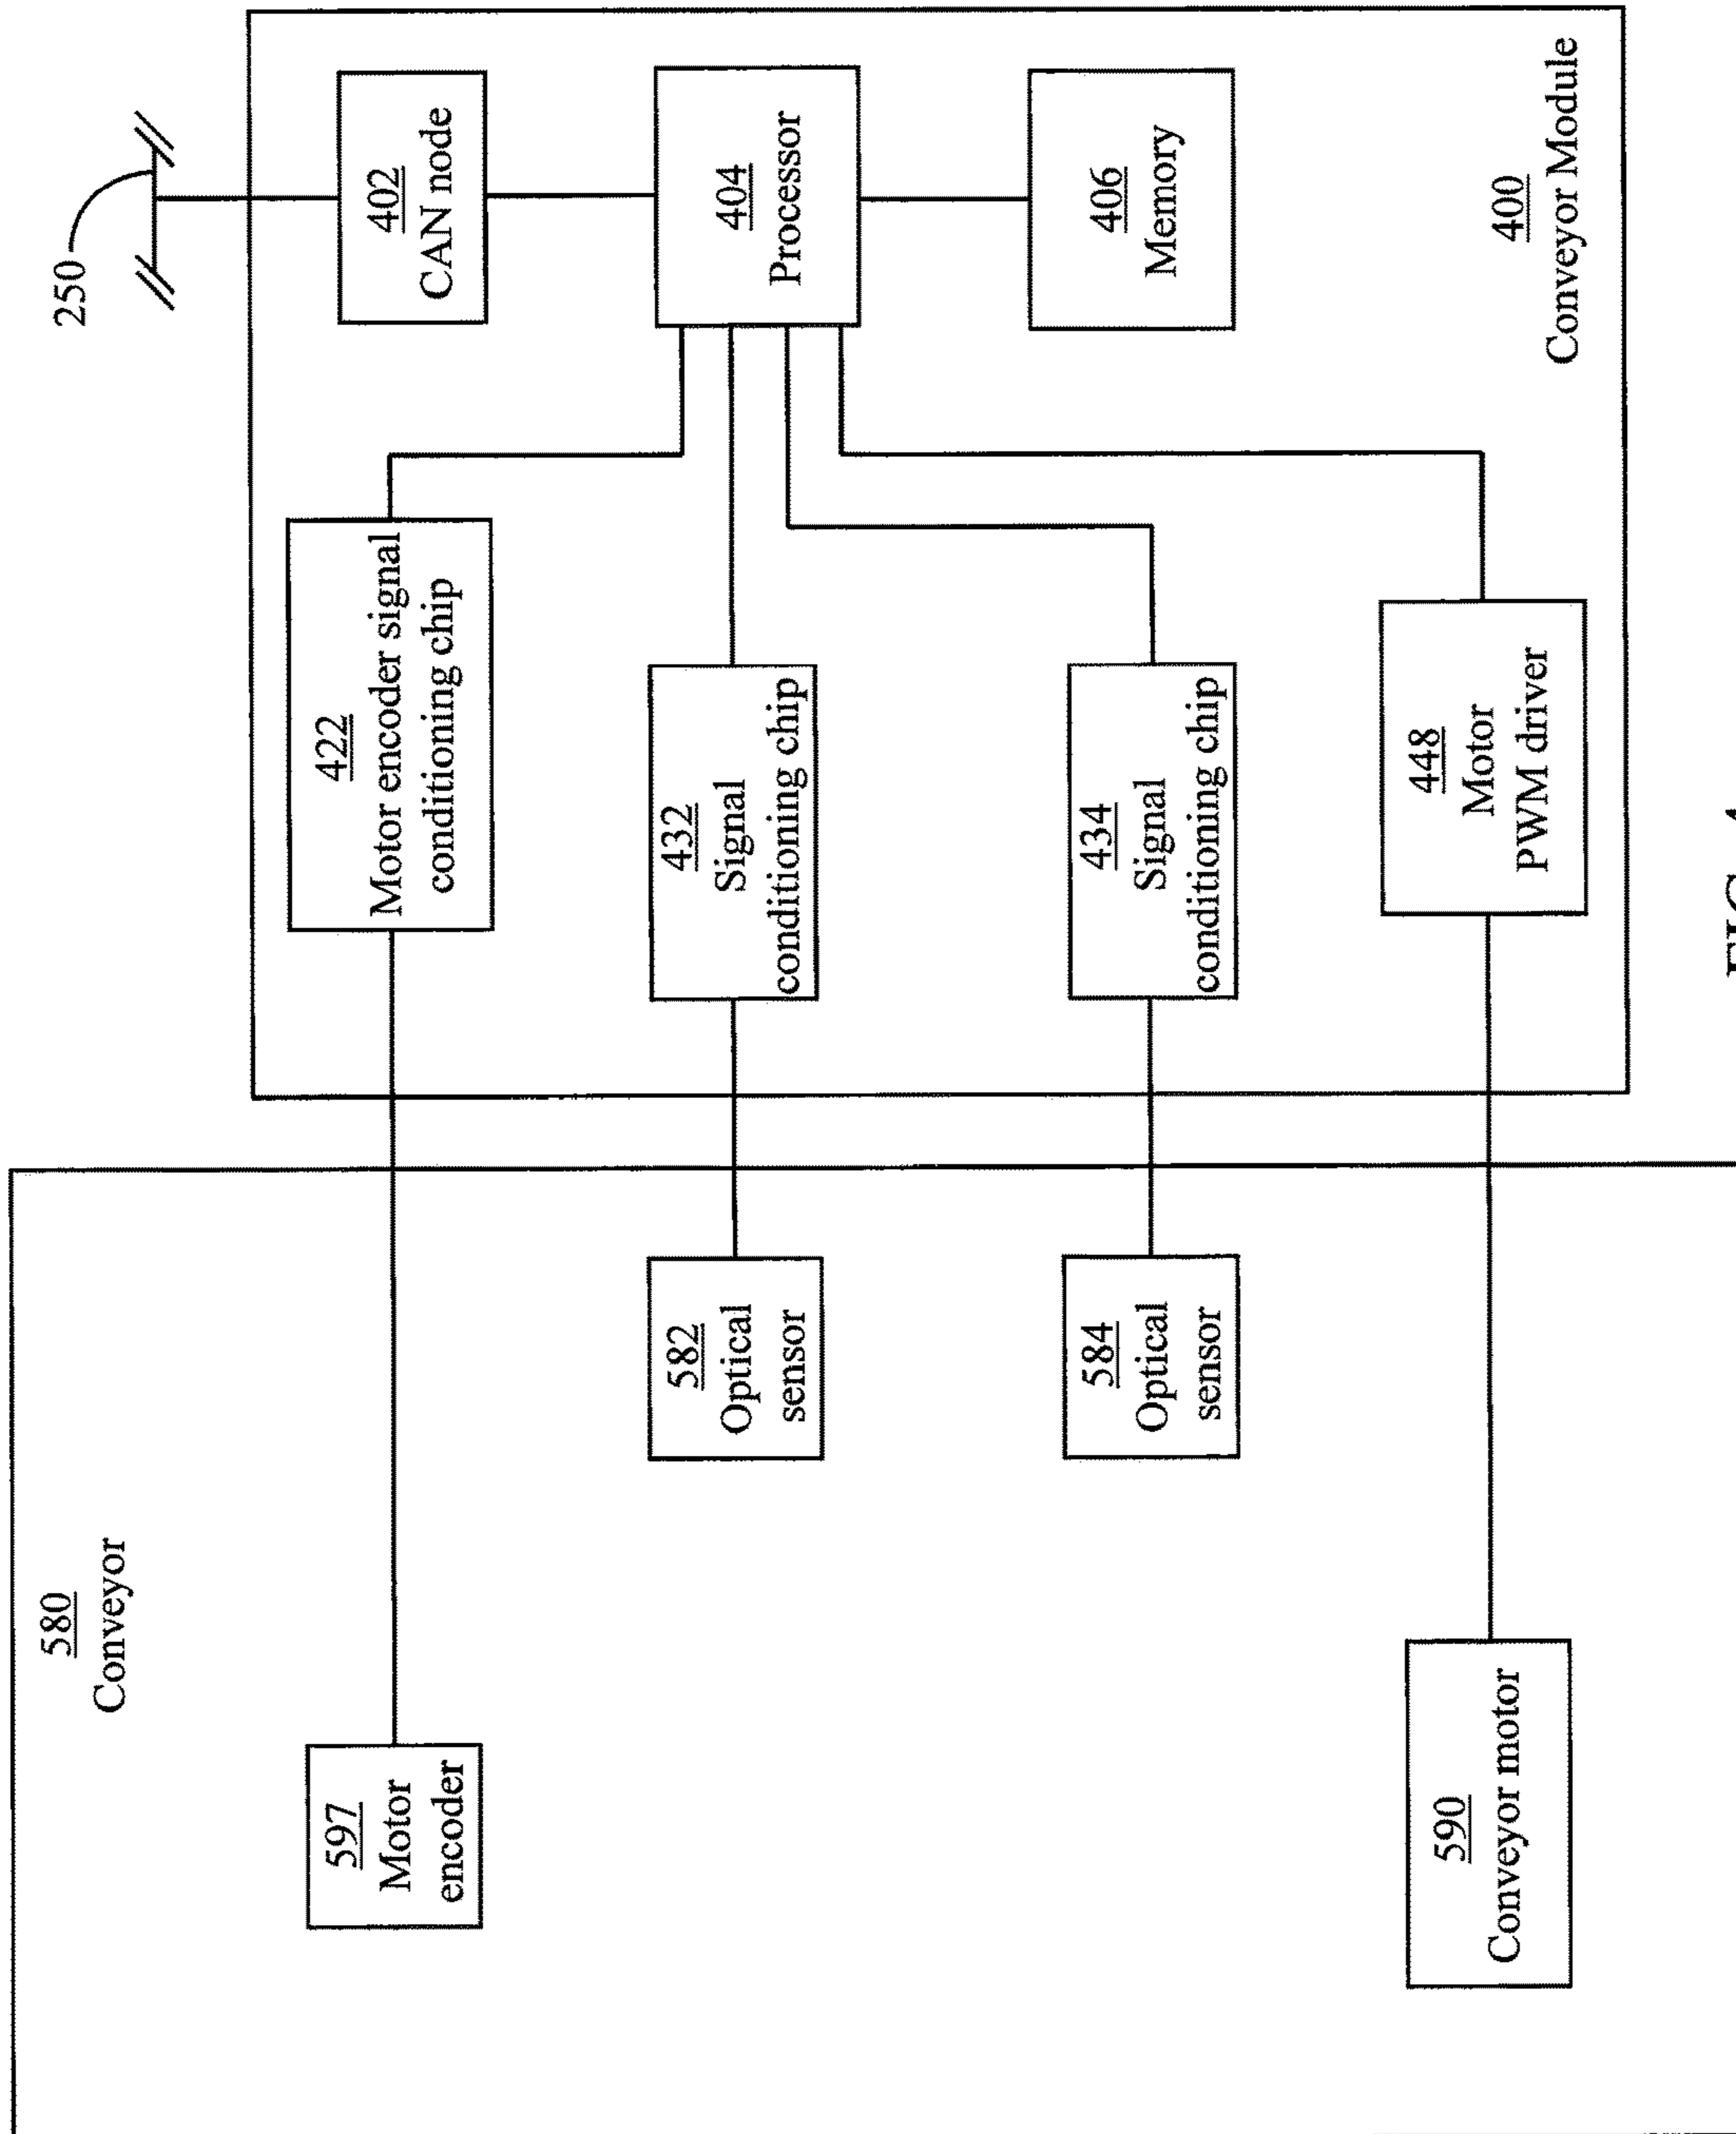 580
Conveyor
597
Motor
encoder
582
Optical
sensor
584
Optical
sensor
590
Conveyor motor
250
422
Motor encoder signal
conditioning chip
432
Signal
conditioning chip
434
Signal
conditioning chip
448
Motor
PWM driver
402
CAN node
404
Processor
406
Memory
400
Conveyor Module
FIG. 4